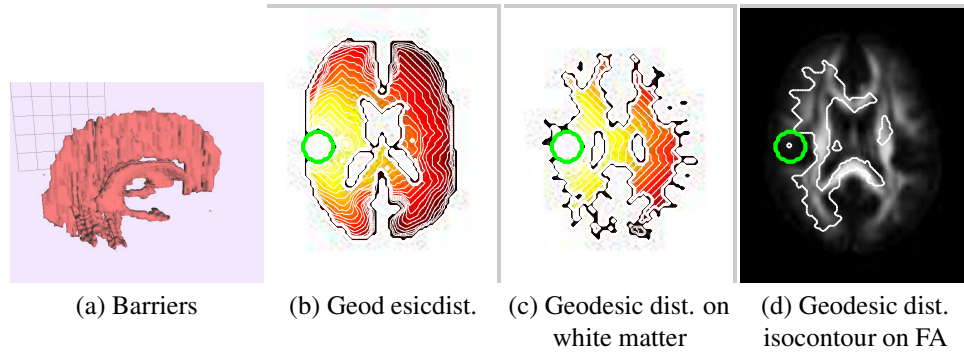 (a) Barriers
(b) Geod esicdist.
(c) Geodesic dist. on
white matter
(d) Geodesic dist.
isocontour on FA